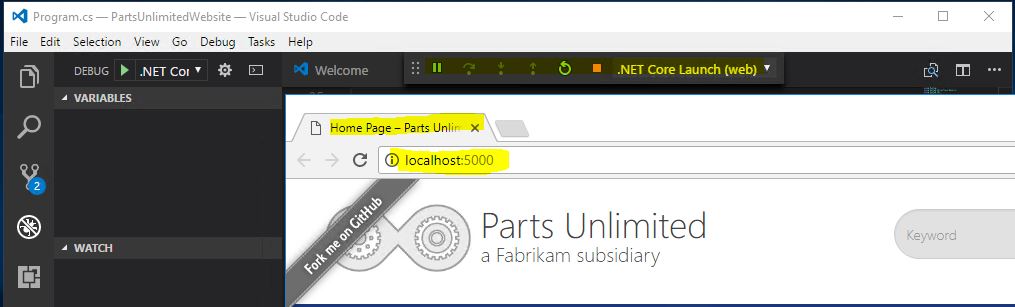 Program.cs — PartsUnlimitedWebsite — Visual Studio Code
File Edit Selection View Go Debug Tasks Help
DEBUG .NET Cor Welcome .NET Core Launch (web)
VARIABLES
Home Page – Parts Unlim
localhost:5000
2
Fork me on GitHub
Parts Unlimited
a Fabrikam subsidiary
Keyword
WATCH